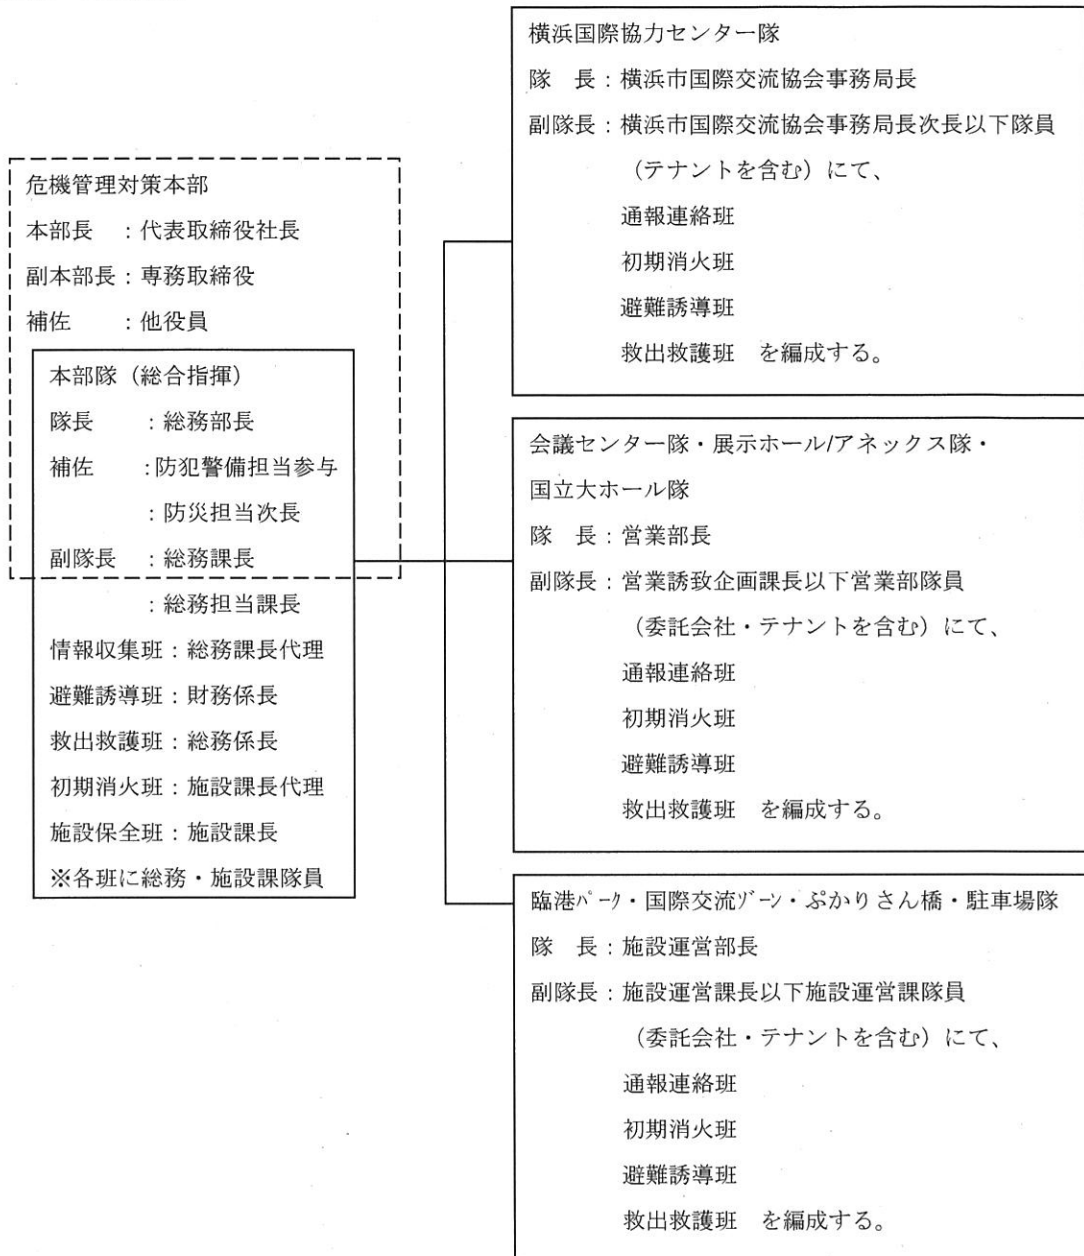 危機管理対策本部
本部長　：代表取締役社長
副本部長：専務取締役
補佐　　：他役員
本部隊（総合指揮）
隊長　　：総務部長
補佐　　：防犯警備担当参与
：防災担当次長
副隊長　：総務課長
：総務担当課長
情報収集班：総務課長代理
避難誘導班：財務係長
救出救護班：総務係長
初期消火班：施設課長代理
施設保全班：施設課長
※各班に総務・施設課隊員
横浜国際協力センター隊
隊　長：横浜市国際交流協会事務局長
副隊長：横浜市国際交流協会事務局長次長以下隊員
（テナントを含む）にて、
通報連絡班
初期消火班
避難誘導班
救出救護班　を編成する。
会議センター隊・展示ホール/アネックス隊・
国立大ホール隊
隊　長：営業部長
副隊長：営業誘致企画課長以下営業部隊員
（委託会社・テナントを含む）にて、
通報連絡班
初期消火班
避難誘導班
救出救護班　を編成する。
臨港ﾊﾟｰｸ・国際交流ｿﾞｰﾝ・ぷかりさん橋・駐車場隊
隊　長：施設運営部長
副隊長：施設運営課長以下施設運営課隊員
（委託会社・テナントを含む）にて、
通報連絡班
初期消火班
避難誘導班
救出救護班　を編成する。